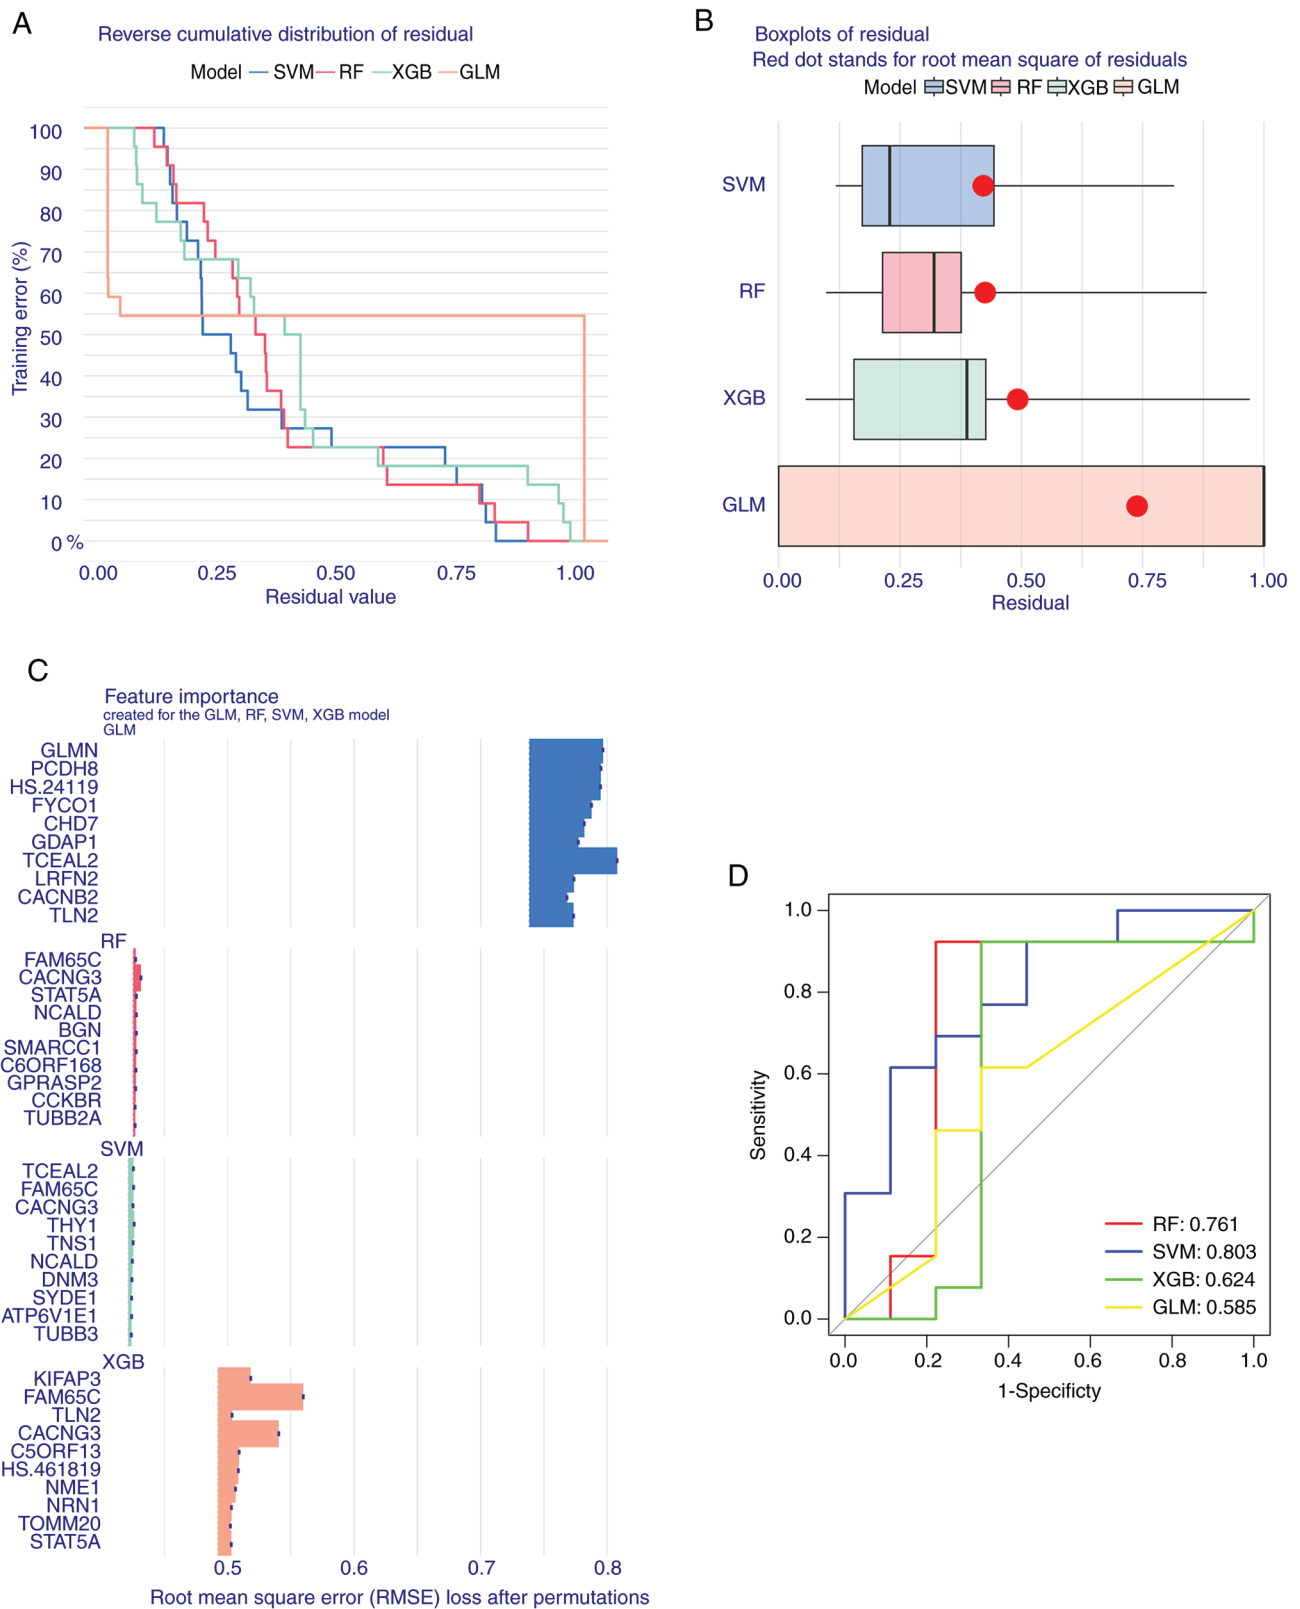 A
Reverse cumulative distribution of residual
Model SVM RF XGB GLM
100
90
80
70
60
50
40
30
20
10
0 %
Training error (%)
0.00 0.25 0.50 0.75 1.00
Residual value
B
Boxplots of residual
Red dot stands for root mean square of residuals
Model SVM RF XGB GLM
SVM
RF
XGB
GLM
0.00 0.25 0.50 0.75 1.00
Residual
C
Feature importance
created for the GLM, RF, SVM, XGB model
GLM
GLMN
PCDH8
HS.24119
FYCO1
CHD7
GDAP1
TCEAL2
LRFN2
CACNB2
TLN2
RF
FAM65C
CACNG3
STAT5A
NCALD
BGN
SMARCC1
C6ORF168
GPRASP2
CCKBR
TUBB2A
SVM
TCEAL2
FAM65C
CACNG3
THY1
TNS1
NCALD
DNM3
SYDE1
ATP6V1E1
TUBB3
XGB
KIFAP3
FAM65C
TLN2
CACNG3
C5ORF13
HS.461819
NME1
NRN1
TOMM20
STAT5A
0.5 0.6 0.7 0.8
Root mean square error (RMSE) loss after permutations
D
1.0
0.8
0.6
0.4
0.2
0.0
Sensitivity
RF: 0.761
SVM: 0.803
XGB: 0.624
GLM: 0.585
0.0 0.2 0.4 0.6 0.8 1.0
1-Specificty